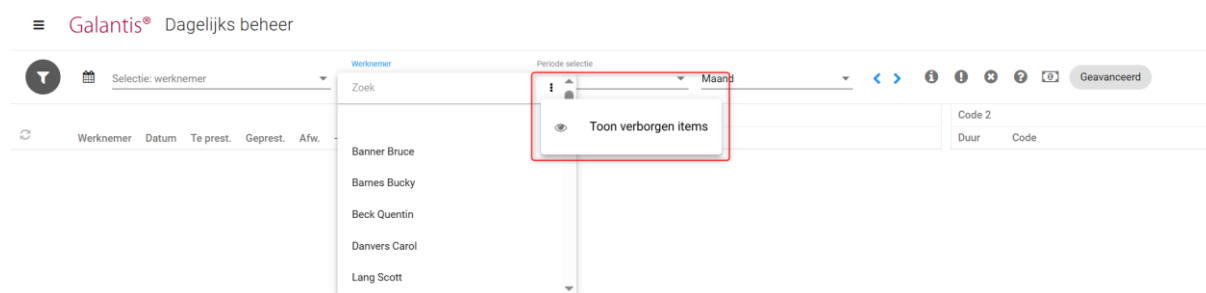 Galantis® Dagelijks beheer
Selectie: werknemer
Werknemer
Zoek
Periode selectie
Maand
Geavanceerd
Toon verborgen items
Code 2
Werknemer Datum Te prest. Geprest. Afw.
Duur Code
Banner Bruce
Barnes Bucky
Beck Quentin
Danvers Carol
Lang Scott